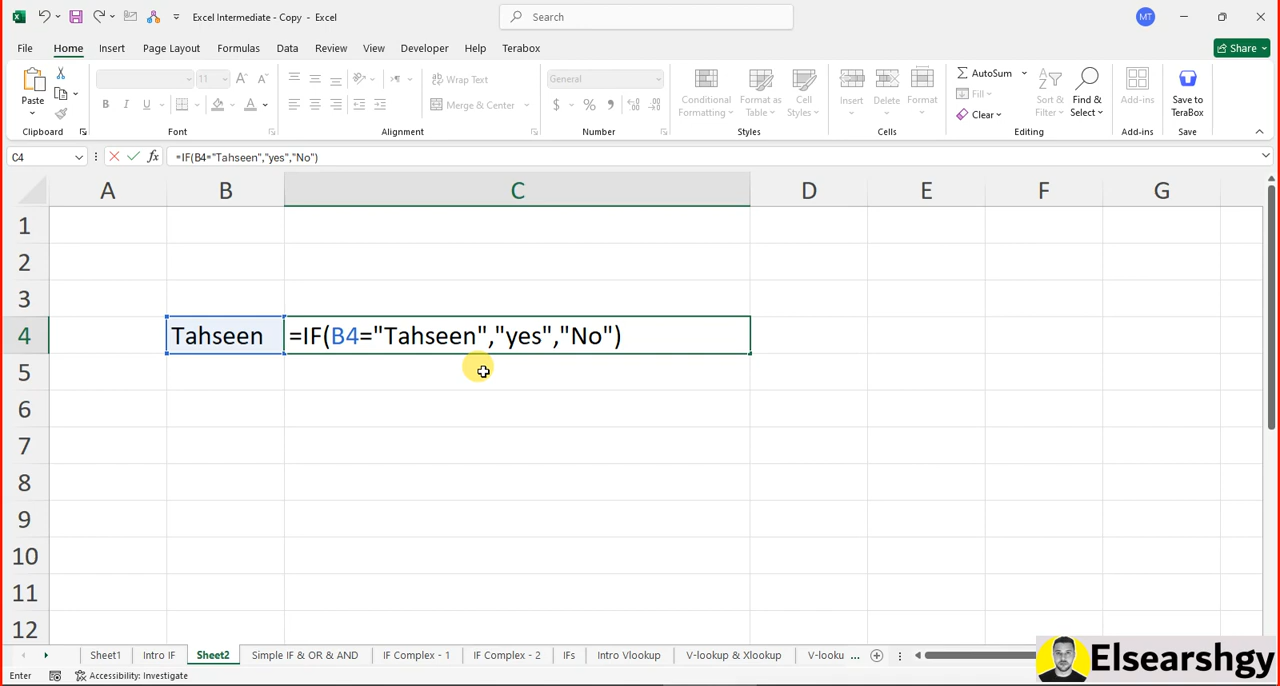 Excel Intermediate - Copy - Excel
Search
MT
File Home Insert Page Layout Formulas Data Review View Developer Help Terabox
Share
Paste
11
Wrap Text
Merge & Center
General
Conditional Formatting
Format as Table
Cell Styles
Insert
Delete
Format
AutoSum
Fill
Clear
Sort & Filter
Find & Select
Add-ins
Save to TeraBox
Clipboard Font Alignment Number Styles Cells Editing Add-ins Save
C4 fx =IF(B4="Tahseen","yes","No")
A B C D E F G
1
2
3
4 Tahseen =IF(B4="Tahseen","yes","No")
5
6
7
8
9
10
11
12
Sheet1 Intro IF Sheet2 Simple IF & OR & AND IF Complex - 1 IF Complex - 2 IFs Intro Vlookup V-lookup & Xlookup V-looku ...
Enter Accessibility: Investigate
Elsearshgy